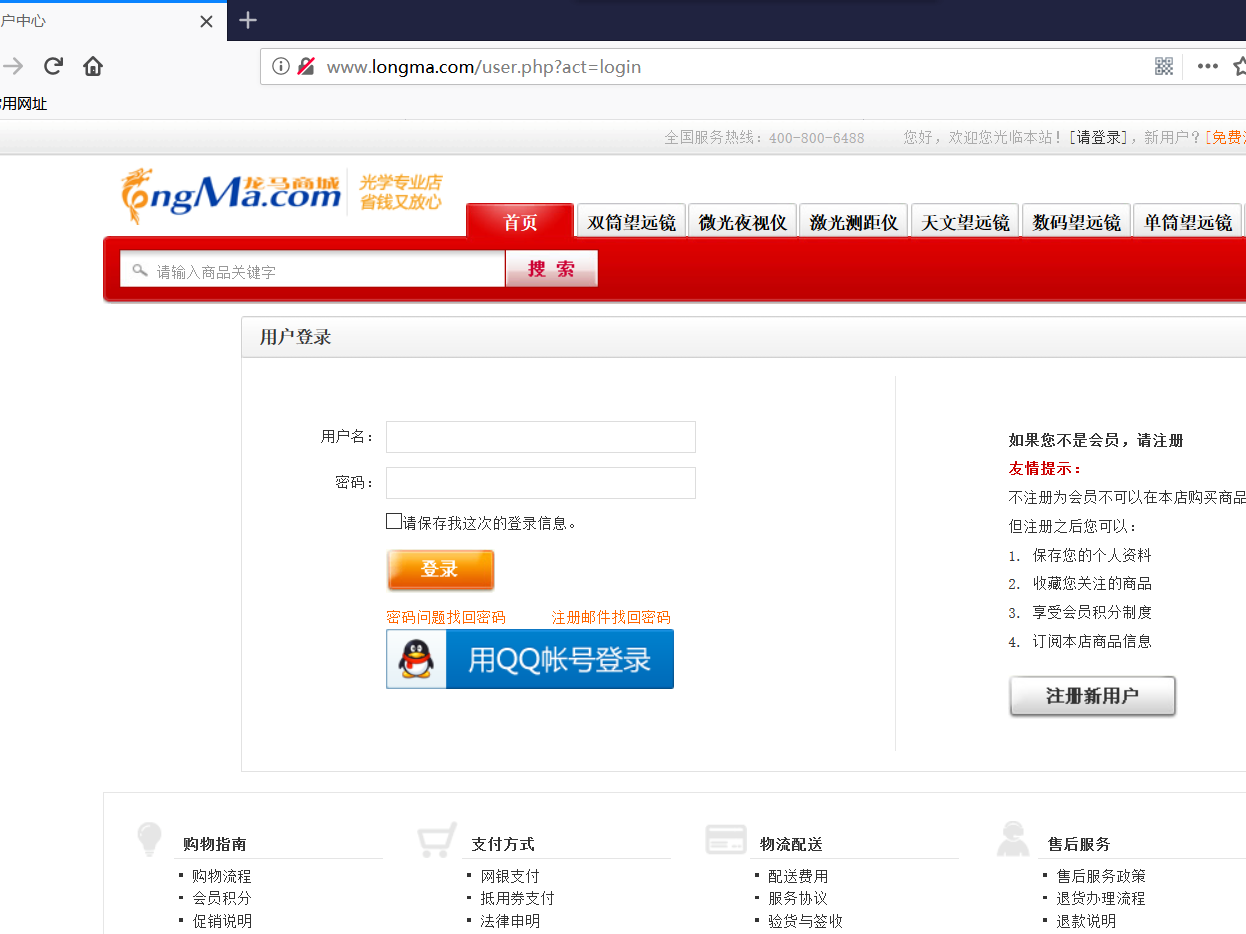 户中心
www.longma.com/user.php?act=login
用网址
全国服务热线：400-800-6488 您好，欢迎您光临本站！[请登录]，新用户？[免费
ongMa.com 龙马商城 光学专业店
省钱又放心
首页 双筒望远镜 微光夜视仪 激光测距仪 天文望远镜 数码望远镜 单筒望远镜
请输入商品关键字 搜 索
用户登录
用户名：
密码：
请保存我这次的登录信息。
登录
密码问题找回密码 注册邮件找回密码
用QQ帐号登录
如果您不是会员，请注册
友情提示：
不注册为会员不可以在本店购买商品
但注册之后您可以：
1. 保存您的个人资料
2. 收藏您关注的商品
3. 享受会员积分制度
4. 订阅本店商品信息
注册新用户
购物指南
▪ 购物流程
▪ 会员积分
▪ 促销说明
支付方式
▪ 网银支付
▪ 抵用券支付
▪ 法律申明
物流配送
▪ 配送费用
▪ 服务协议
▪ 验货与签收
售后服务
▪ 售后服务政策
▪ 退货办理流程
▪ 退款说明